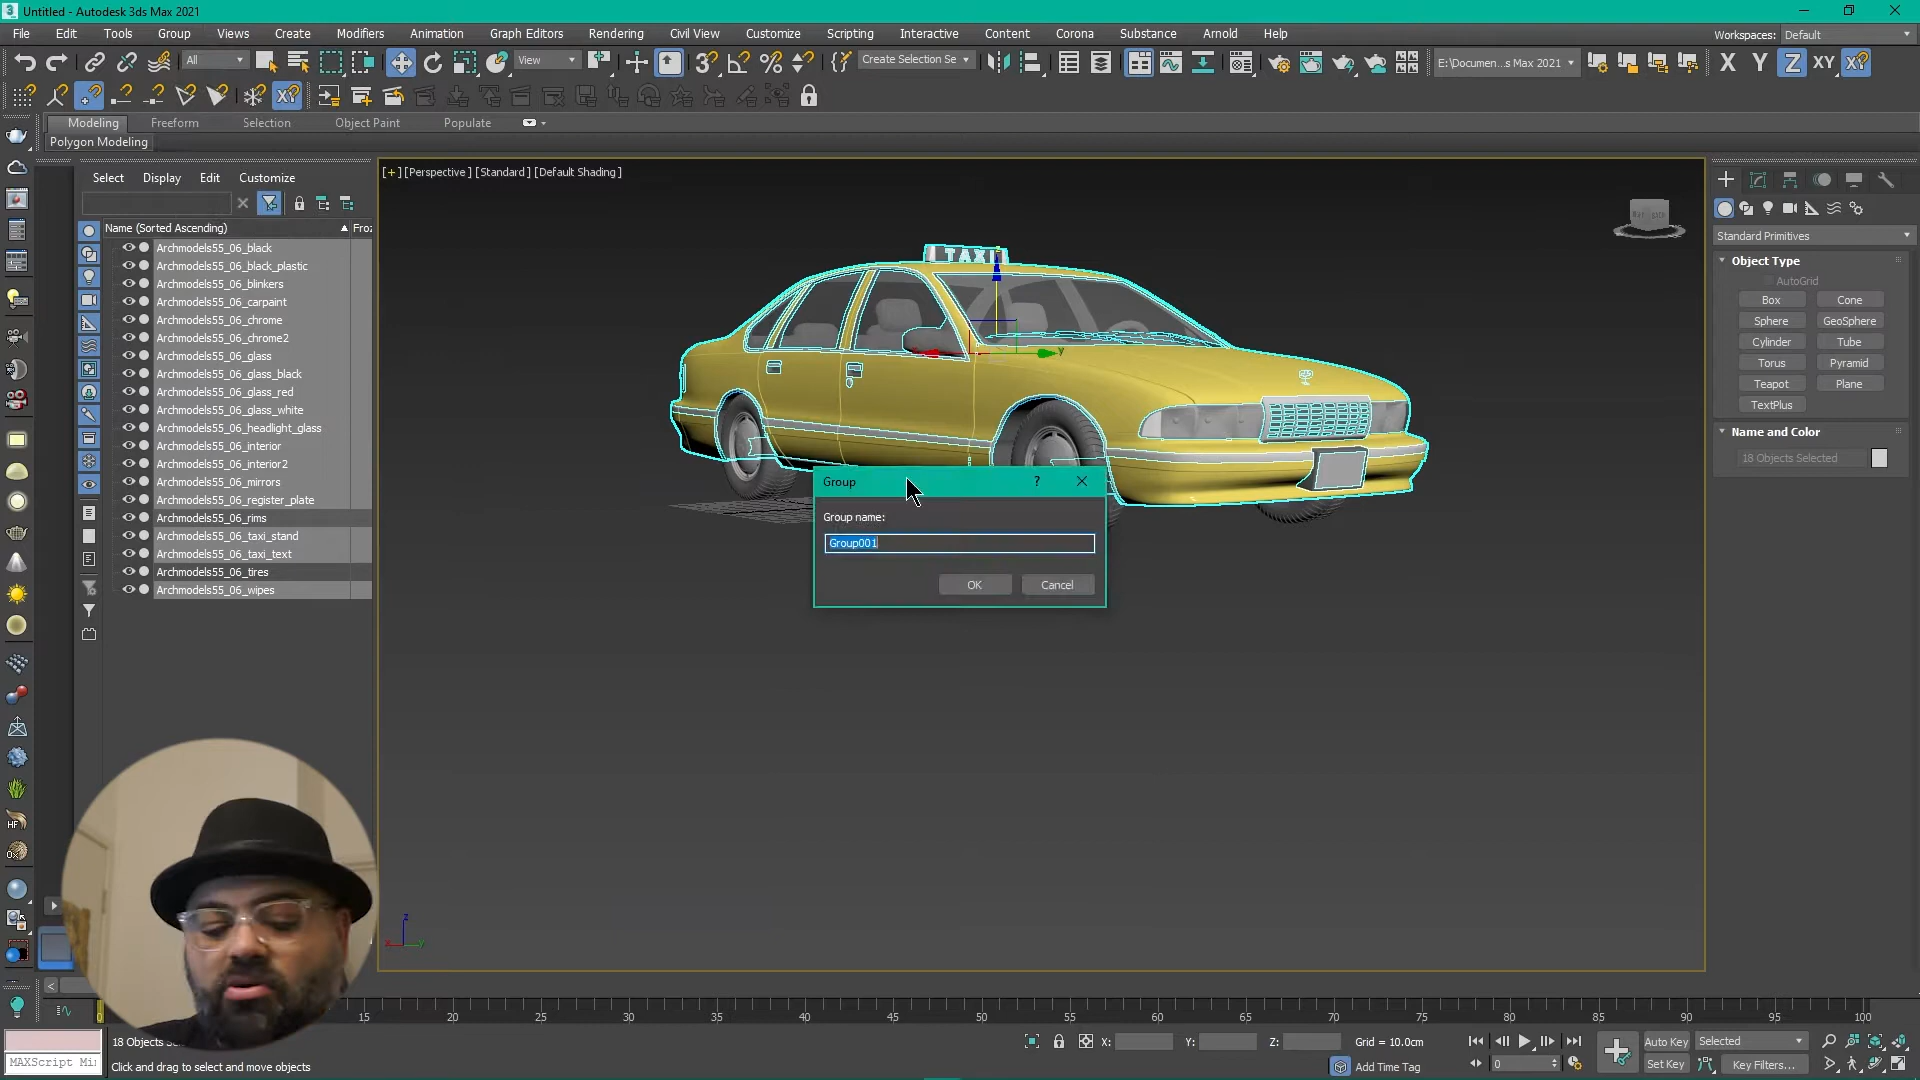 Untitled - Autodesk 3ds Max 2021
File Edit Tools Group Views Create Modifiers Animation Graph Editors Rendering Civil View Customize Scripting Interactive Content Corona Substance Arnold Help
Workspaces: Default
All
View
Create Selection Se
E:\Documen...s Max 2021
X Y Z XY XY
Modeling Freeform Selection Object Paint Populate
Polygon Modeling
Select Display Edit Customize
Name (Sorted Ascending) Froz
Archmodels55_06_black
Archmodels55_06_black_plastic
Archmodels55_06_blinkers
Archmodels55_06_carpaint
Archmodels55_06_chrome
Archmodels55_06_chrome2
Archmodels55_06_glass
Archmodels55_06_glass_black
Archmodels55_06_glass_red
Archmodels55_06_glass_white
Archmodels55_06_headlight_glass
Archmodels55_06_interior
Archmodels55_06_interior2
Archmodels55_06_mirrors
Archmodels55_06_register_plate
Archmodels55_06_rims
Archmodels55_06_taxi_stand
Archmodels55_06_taxi_text
Archmodels55_06_tires
Archmodels55_06_wipes
[+] [Perspective] [Standard] [Default Shading]
TAXI
y
Group ?
Group name:
Group001
OK Cancel
z
x y
Standard Primitives
Object Type
AutoGrid
Box Cone
Sphere GeoSphere
Cylinder Tube
Torus Pyramid
Teapot Plane
TextPlus
Name and Color
18 Objects Selected
0 15 20 25 30 35 40 45 50 55 60 65 70 75 80 85 90 95 100
18 Objects Se
MAXScript Mi
Click and drag to select and move objects
X: Y: Z: Grid = 10.0cm
Add Time Tag
0
Auto Key Selected
Set Key Key Filters...